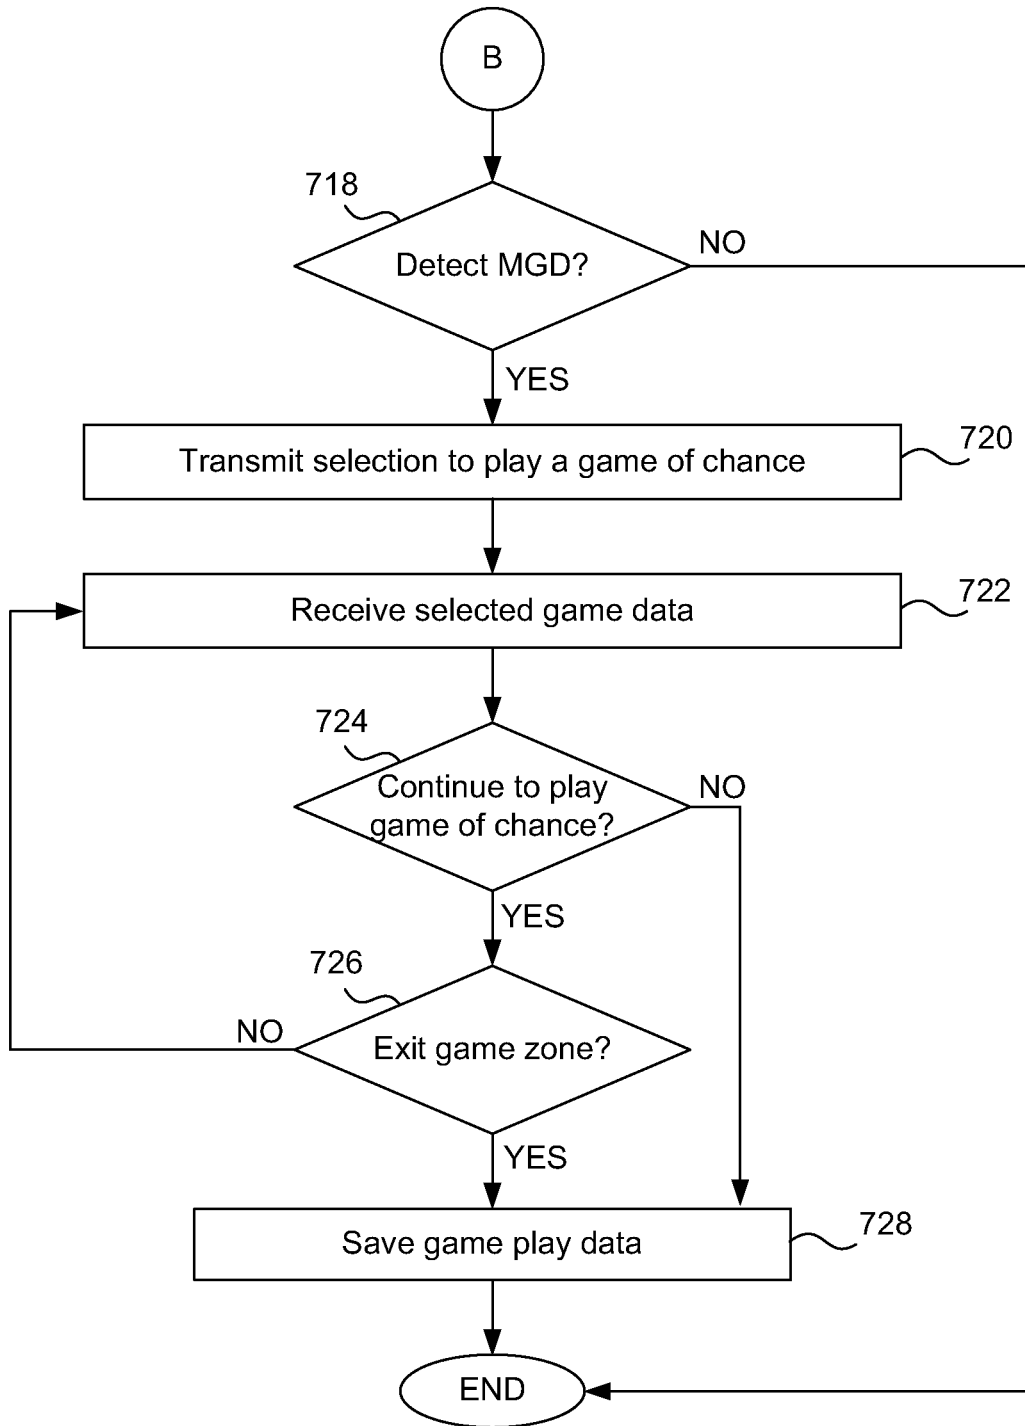 B
718
Detect MGD?
NO
YES
Transmit selection to play a game of chance
720
Receive selected game data
722
724
Continue to play
game of chance?
NO
YES
726
Exit game zone?
NO
YES
Save game play data
728
END